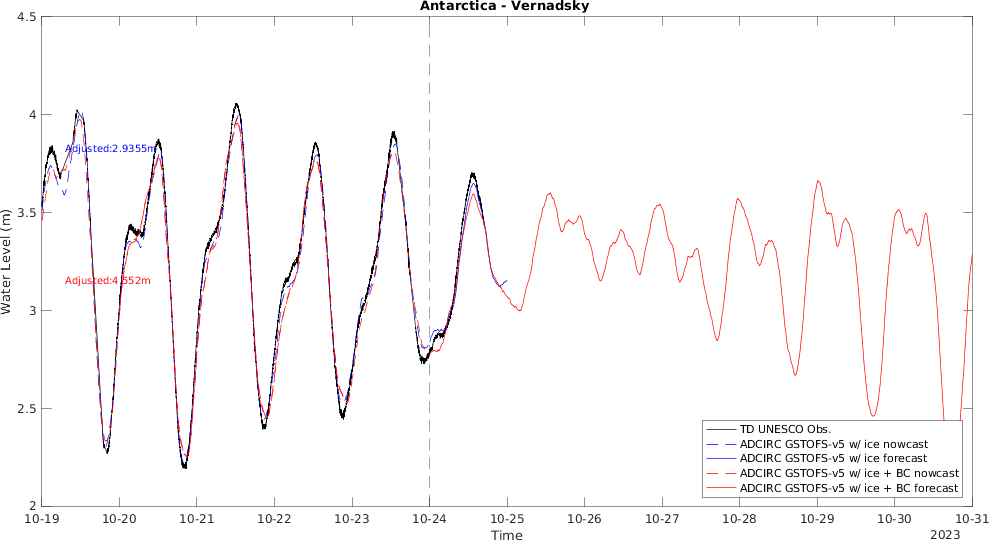 Antarctica - Vernadsky
4.5
4
3.5
3
2.5
2
Water Level (m)
Adjusted:2.9355m
Adjusted:4.552m
TD UNESCO Obs.
ADCIRC GSTOFS-v5 w/ ice nowcast
ADCIRC GSTOFS-v5 w/ ice forecast
ADCIRC GSTOFS-v5 w/ ice + BC nowcast
ADCIRC GSTOFS-v5 w/ ice + BC forecast
10-19 10-20 10-21 10-22 10-23 10-24 10-25 10-26 10-27 10-28 10-29 10-30 10-31
Time
2023